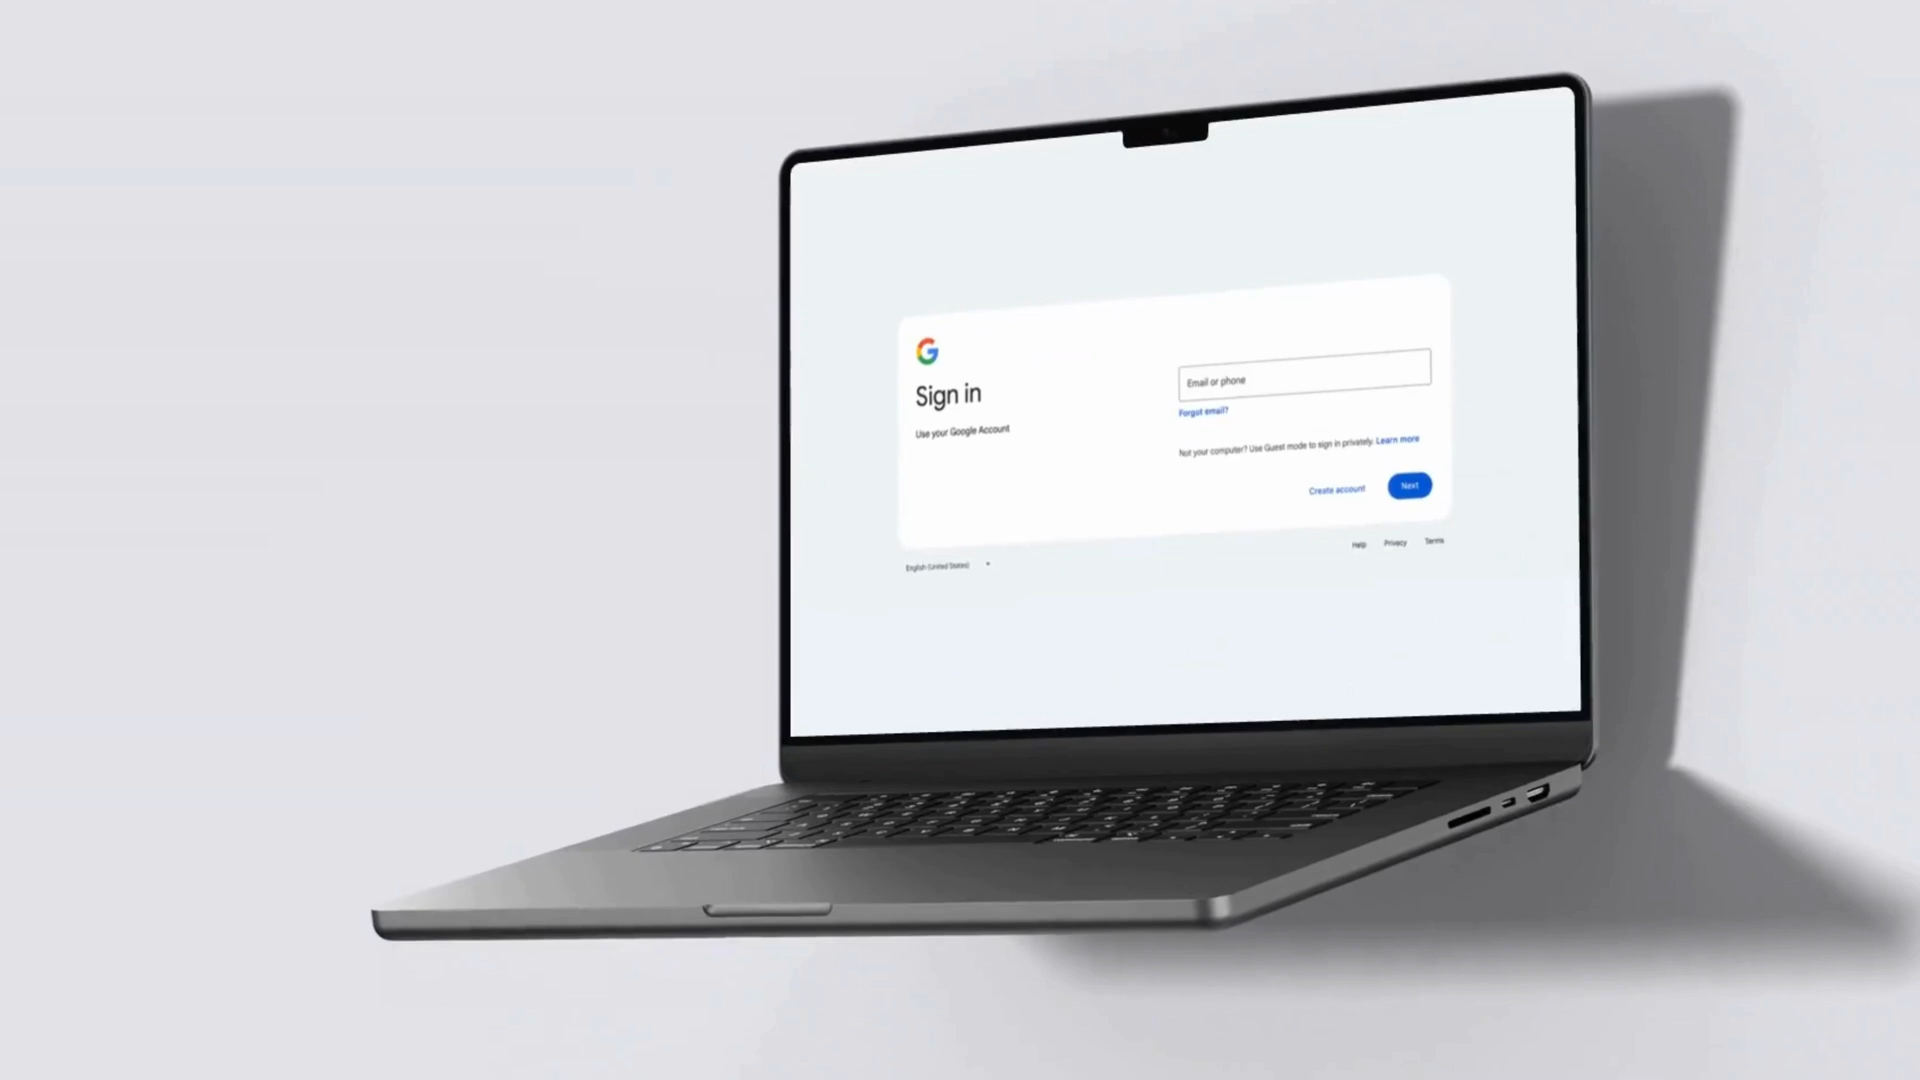 Sign in
Use your Google Account
Email or phone
Forgot email?
Not your computer? Use Guest mode to sign in privately. Learn more
Create account
Next
English (United States)
Help
Privacy
Terms